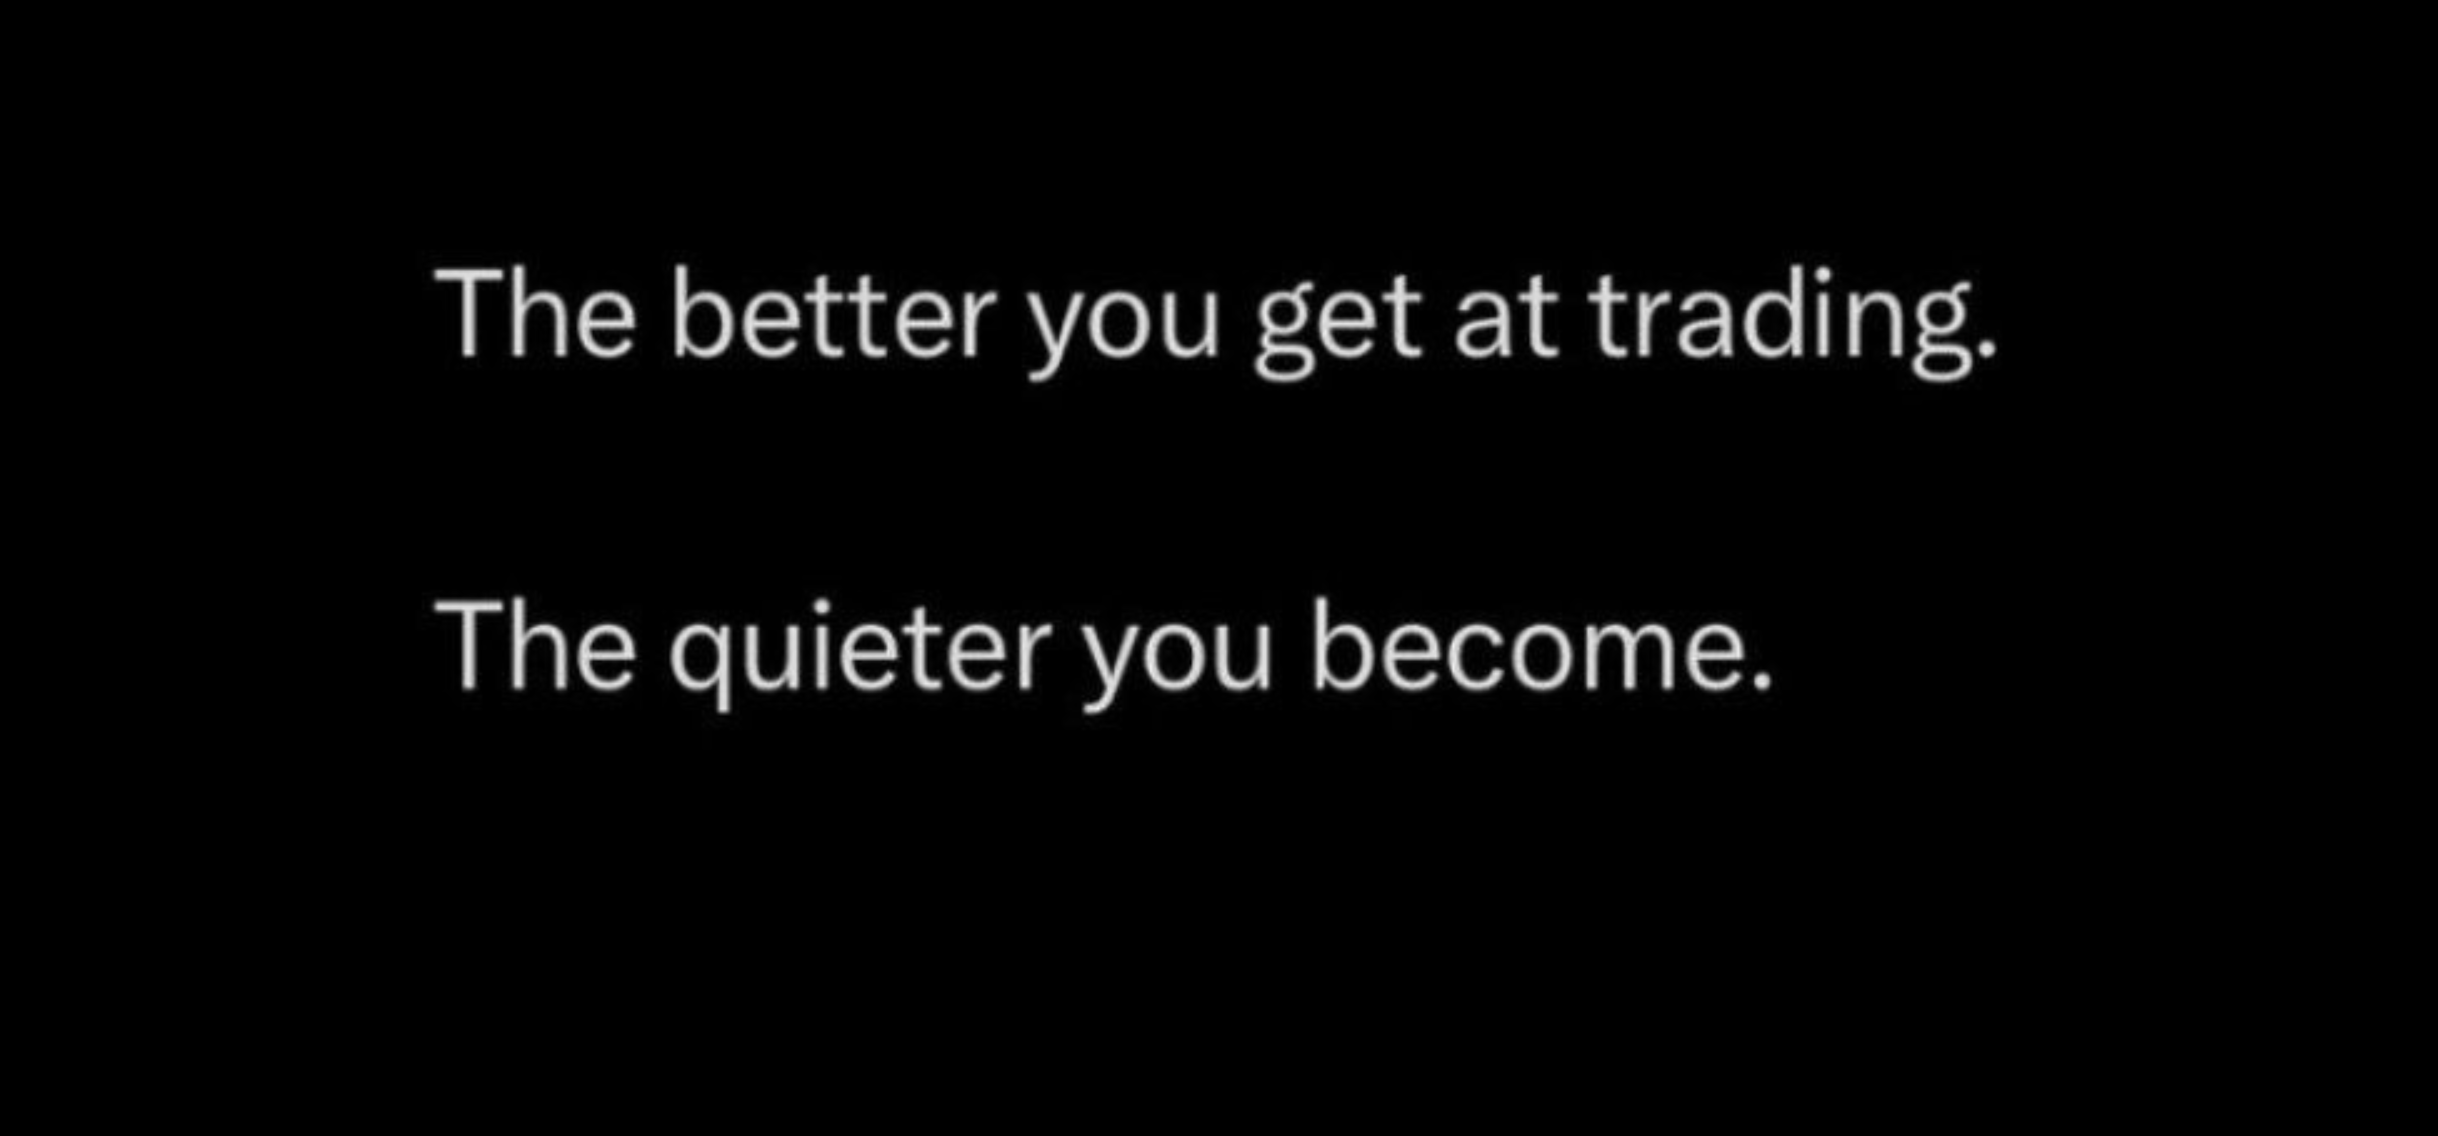 The better you get at trading.
The quieter you become.